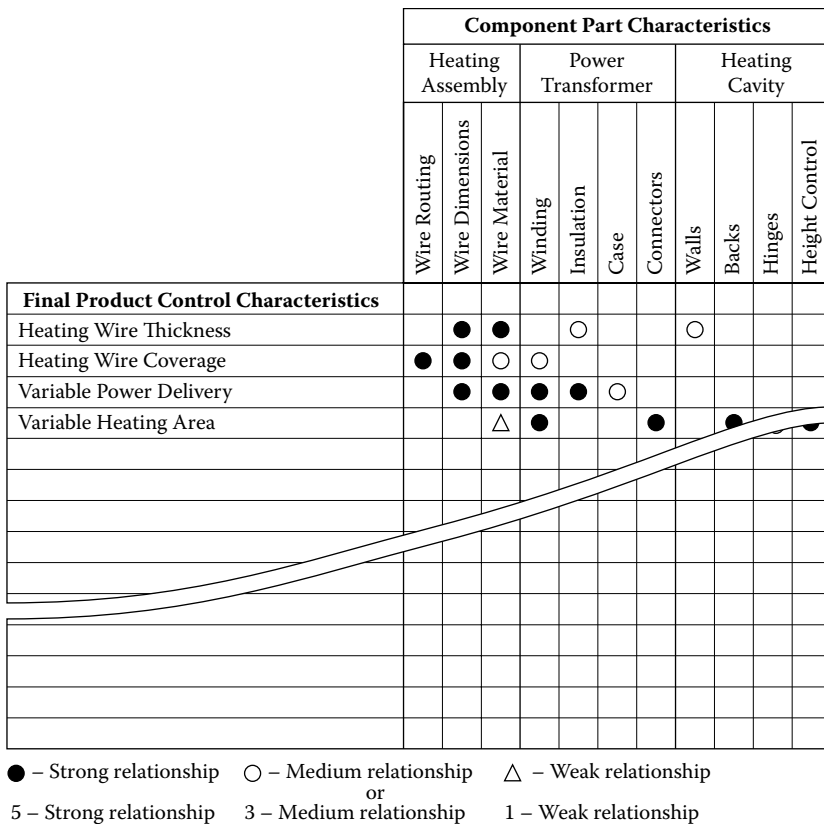 Component Part Characteristics
Heating
Assembly
Power
Transformer
Heating
Cavity
Wire Routing
Wire Dimensions
Wire Material
Winding
Insulation
Case
Connectors
Walls
Backs
Hinges
Height Control
Final Product Control Characteristics
Heating Wire Thickness
Heating Wire Coverage
Variable Power Delivery
Variable Heating Area
– Strong relationship – Medium relationship – Weak relationship
or
5 – Strong relationship 3 – Medium relationship 1 – Weak relationship